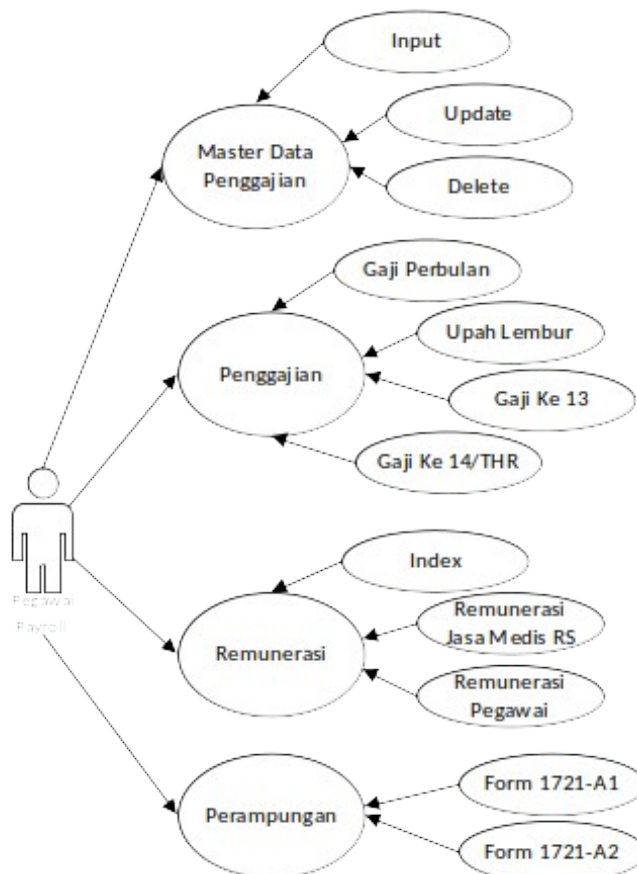 Input
Update
Master Data
Penggajian
Delete
Gaji Perbulan
Upah Lembur
Penggajian
Gaji Ke 13
Gaji Ke 14/THR
Pegawai
Payroll
Index
Remunerasi
Jasa Medis RS
Remunerasi
Remunerasi
Pegawai
Form 1721-A1
Perampungan
Form 1721-A2